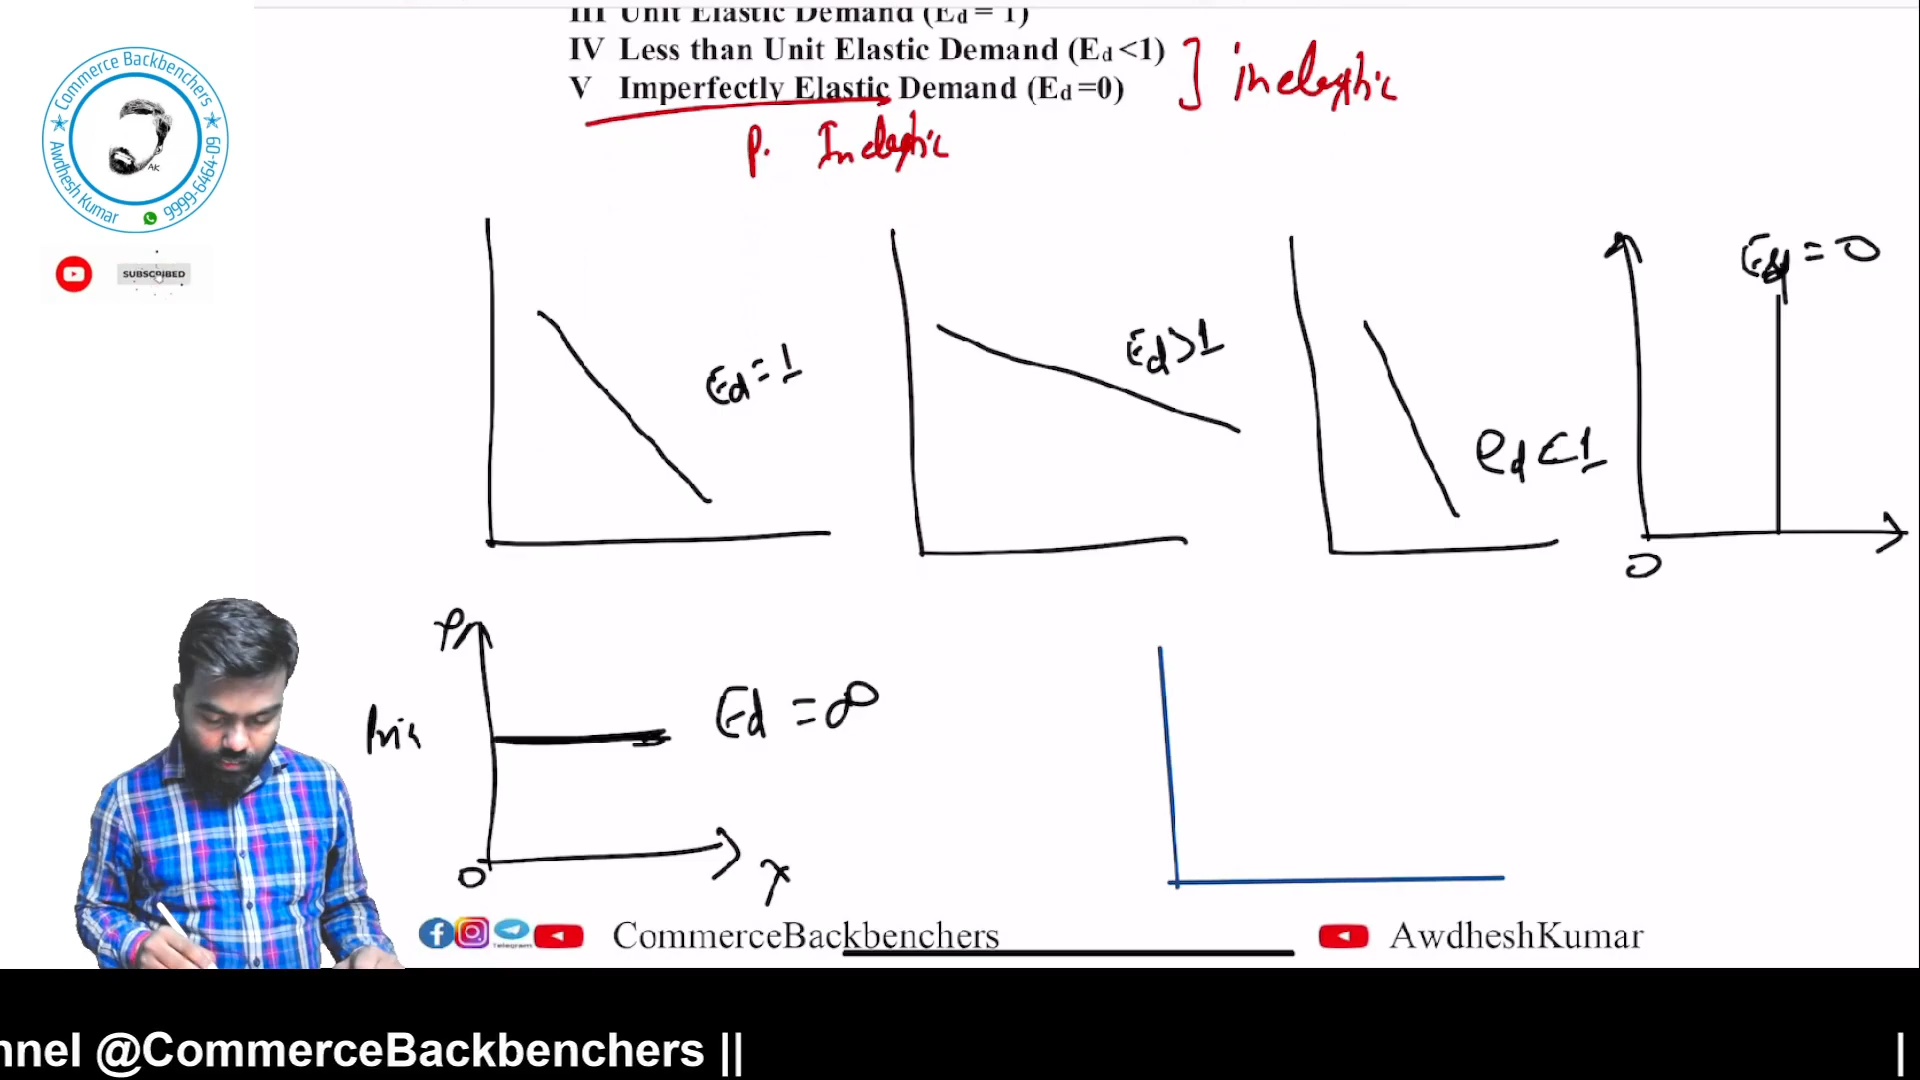 Commerce Backbenchers
Awdhesh Kumar 9999-6464-09
AK
SUBSCRIBED
III Unit Elastic Demand (Ed = 1)
IV Less than Unit Elastic Demand (Ed <1)
V Imperfectly Elastic Demand (Ed =0)
inelastic
P. Inelastic
Ed = 1
Ed > 1
ed < 1
Ed = 0
O
P
Ed = ∞
O
X
Telegram
CommerceBackbenchers
AwdheshKumar
nnel @CommerceBackbenchers || |